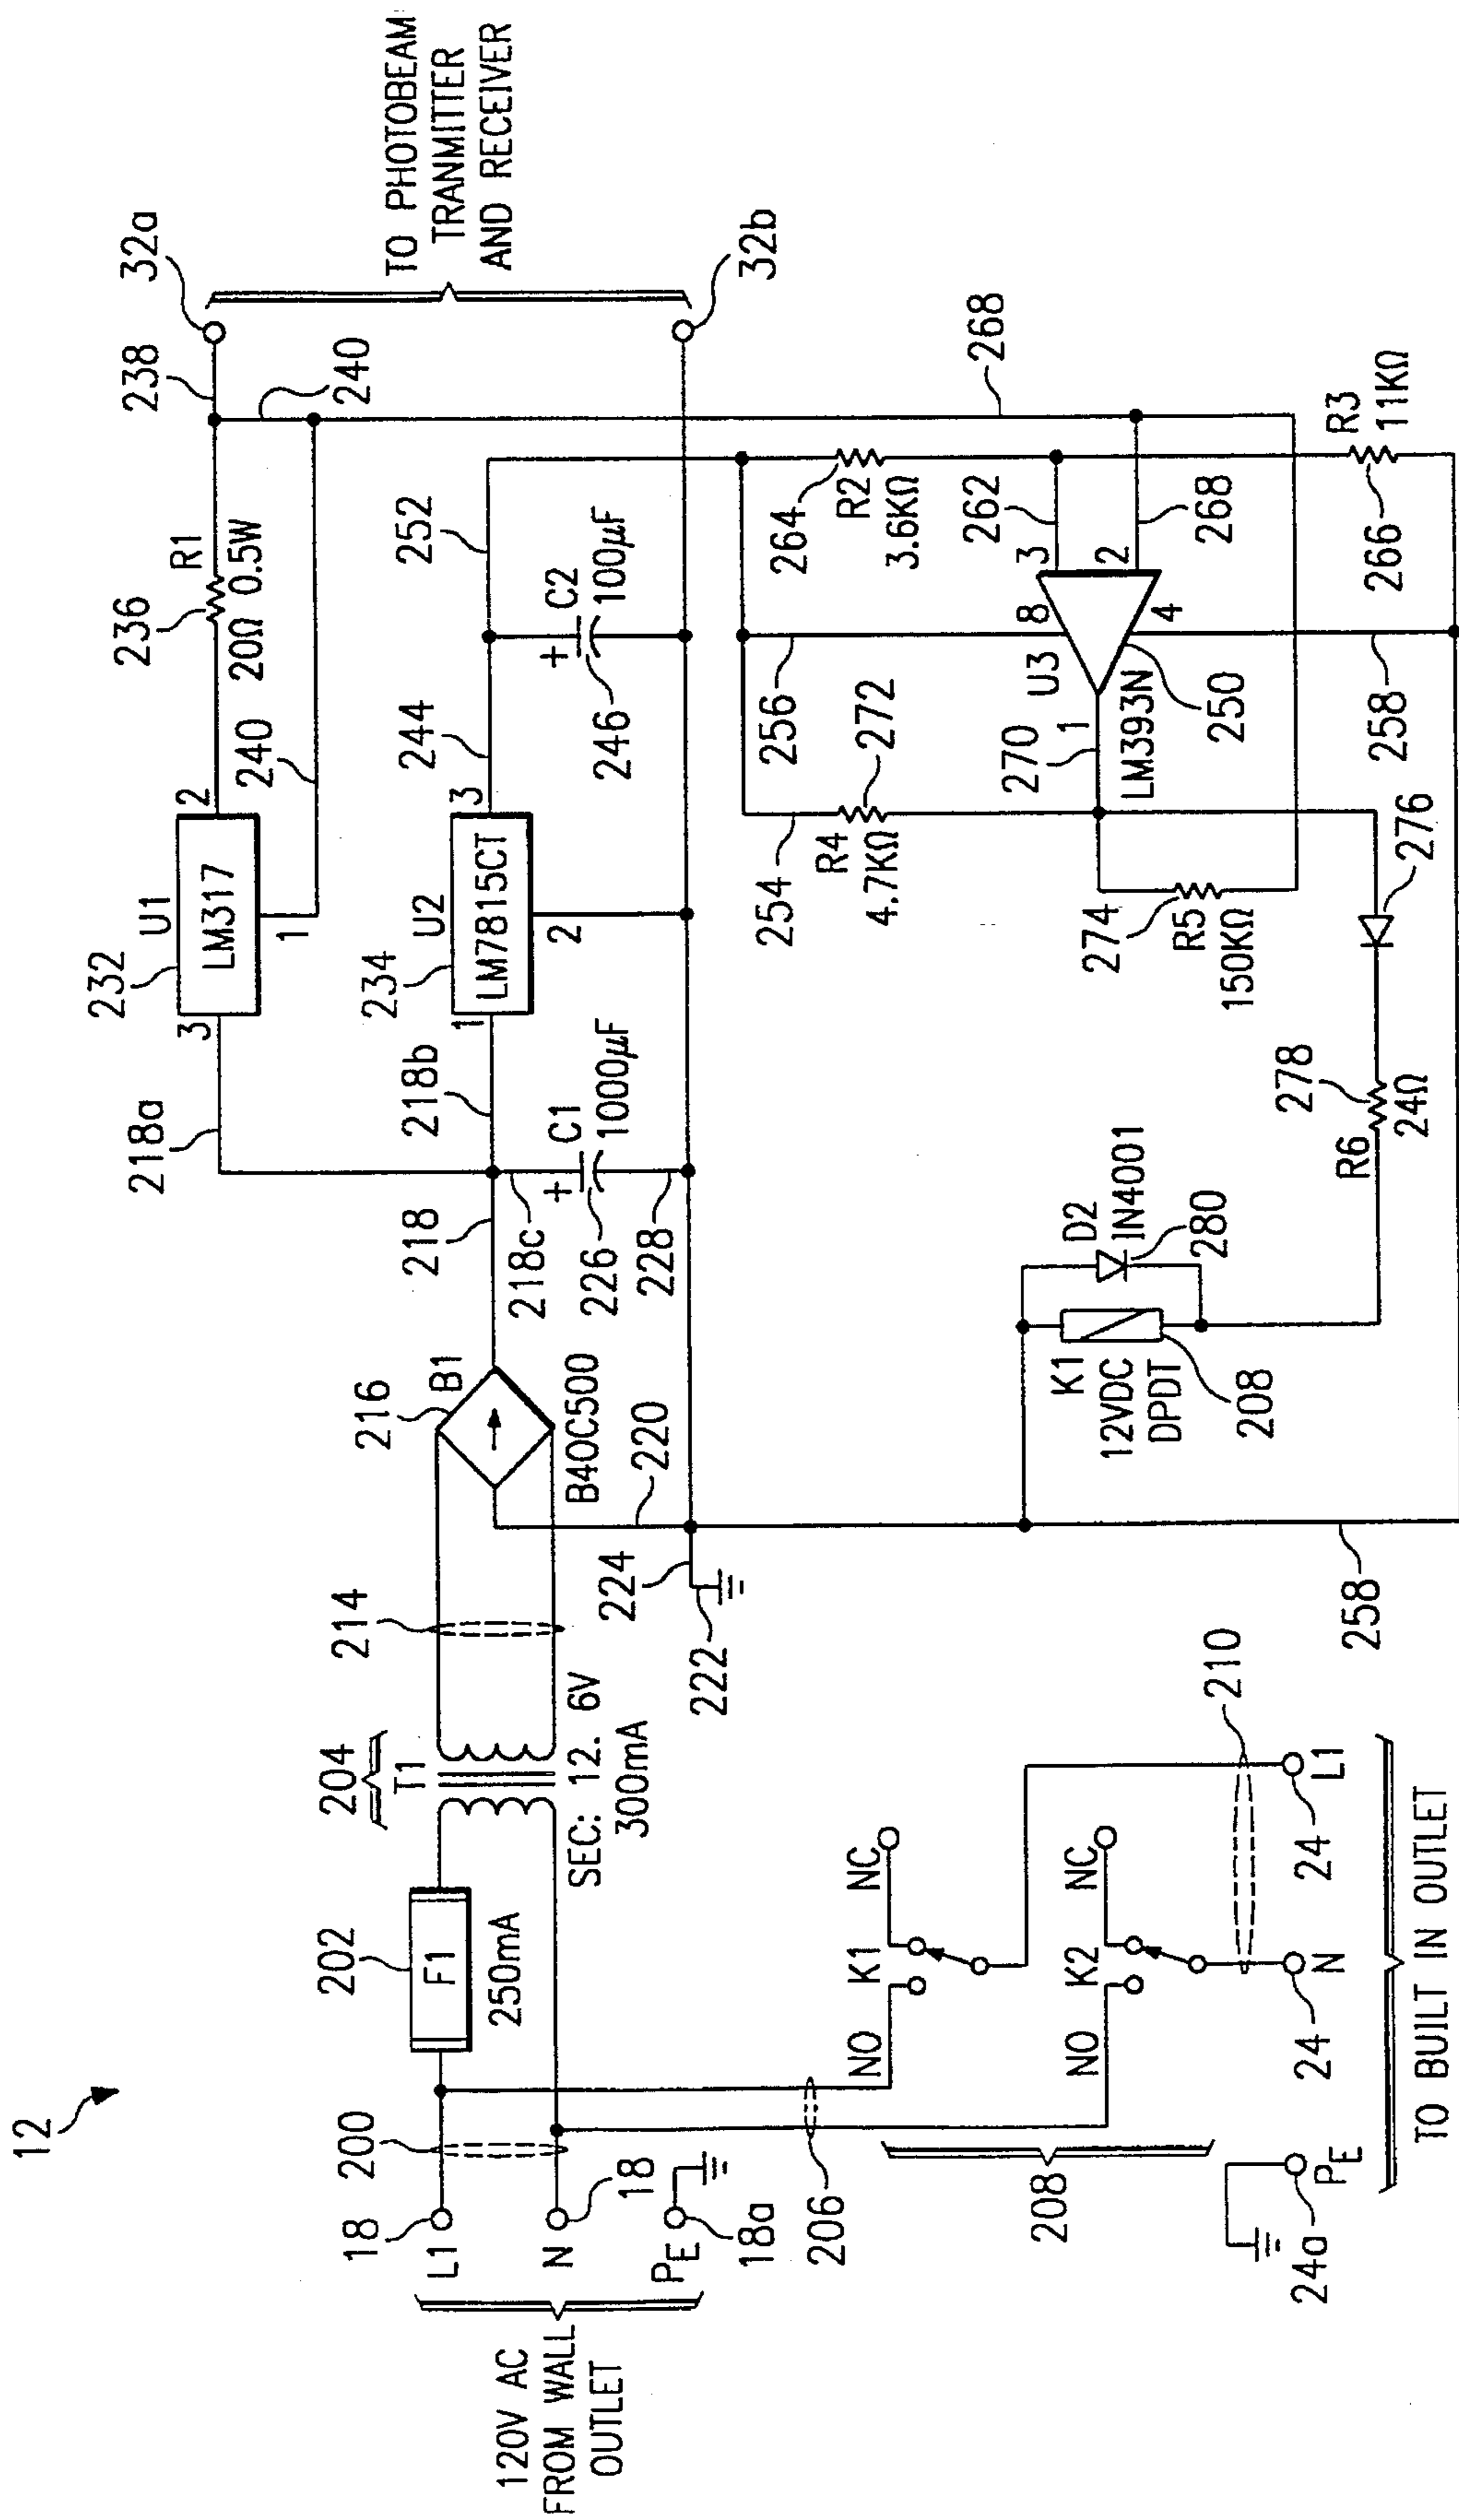 12
120V AC
FROM WALL
OUTLET
18
L1
N
18
PE
18a
200
202
F1
250mA
204
T1
SEC: 12. 6V
300mA
214
216
B1
B40C500
218
218a
218b
218c
C1
1000µF
226
228
220
224
222
232
U1
LM317
3
2
1
236
R1
20Ω 0.5W
238
240
240
32a
TO PHOTOBEAM
TRANMITTER
AND RECEIVER
32b
234
U2
LM7815CT
1
3
2
244
252
C2
100µF
246
268
254
256
264
R2
3.6KΩ
262
3
2
268
8
4
U3
LM393N
250
270
1
272
R4
4.7KΩ
274
R5
150KΩ
R3
11KΩ
266
258
276
278
R6
24Ω
D2
1N4001
280
K1
12VDC
DPDT
208
258
206
208
NO
K1
NC
NO
K2
NC
210
24a
PE
24
N
24
L1
TO BUILT IN OUTLET